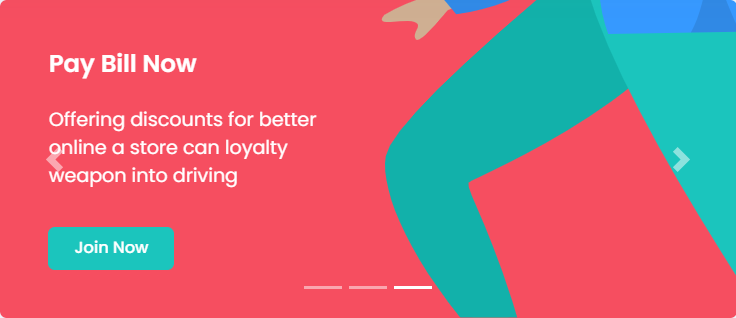 Pay Bill Now
Offering discounts for better
online a store can loyalty
weapon into driving
Join Now